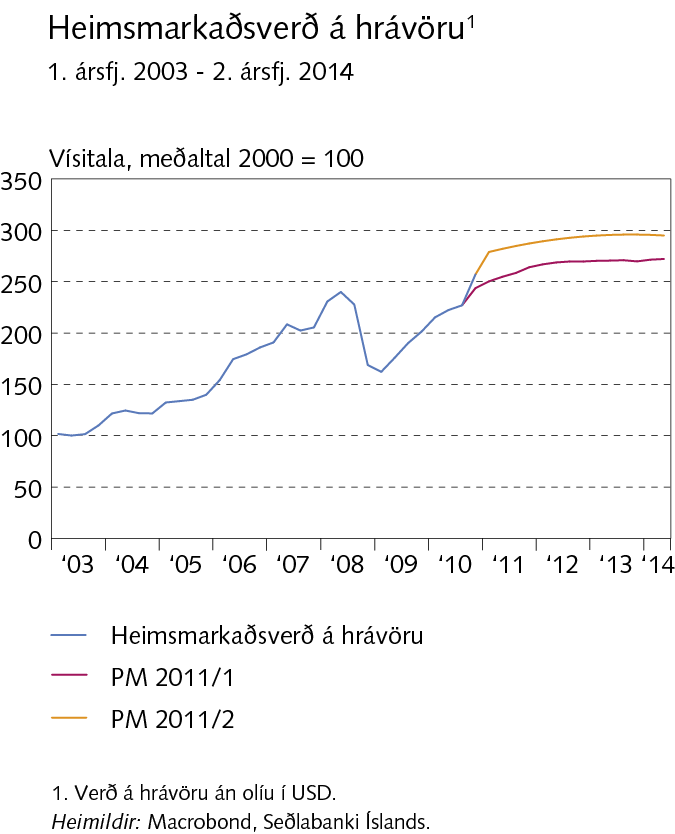 Heimsmarkaðsverð á hrávöru¹
1. ársfj. 2003 - 2. ársfj. 2014
Vísitala, meðaltal 2000 = 100
350
300
250
200
150
100
50
0
‘03 ‘04 ‘05 ‘06 ‘07 ‘08 ‘09 ‘10 ‘11 ‘12 ‘13 ‘14
Heimsmarkaðsverð á hrávöru
PM 2011/1
PM 2011/2
1. Verð á hrávöru án olíu í USD.
Heimildir: Macrobond, Seðlabanki Íslands.